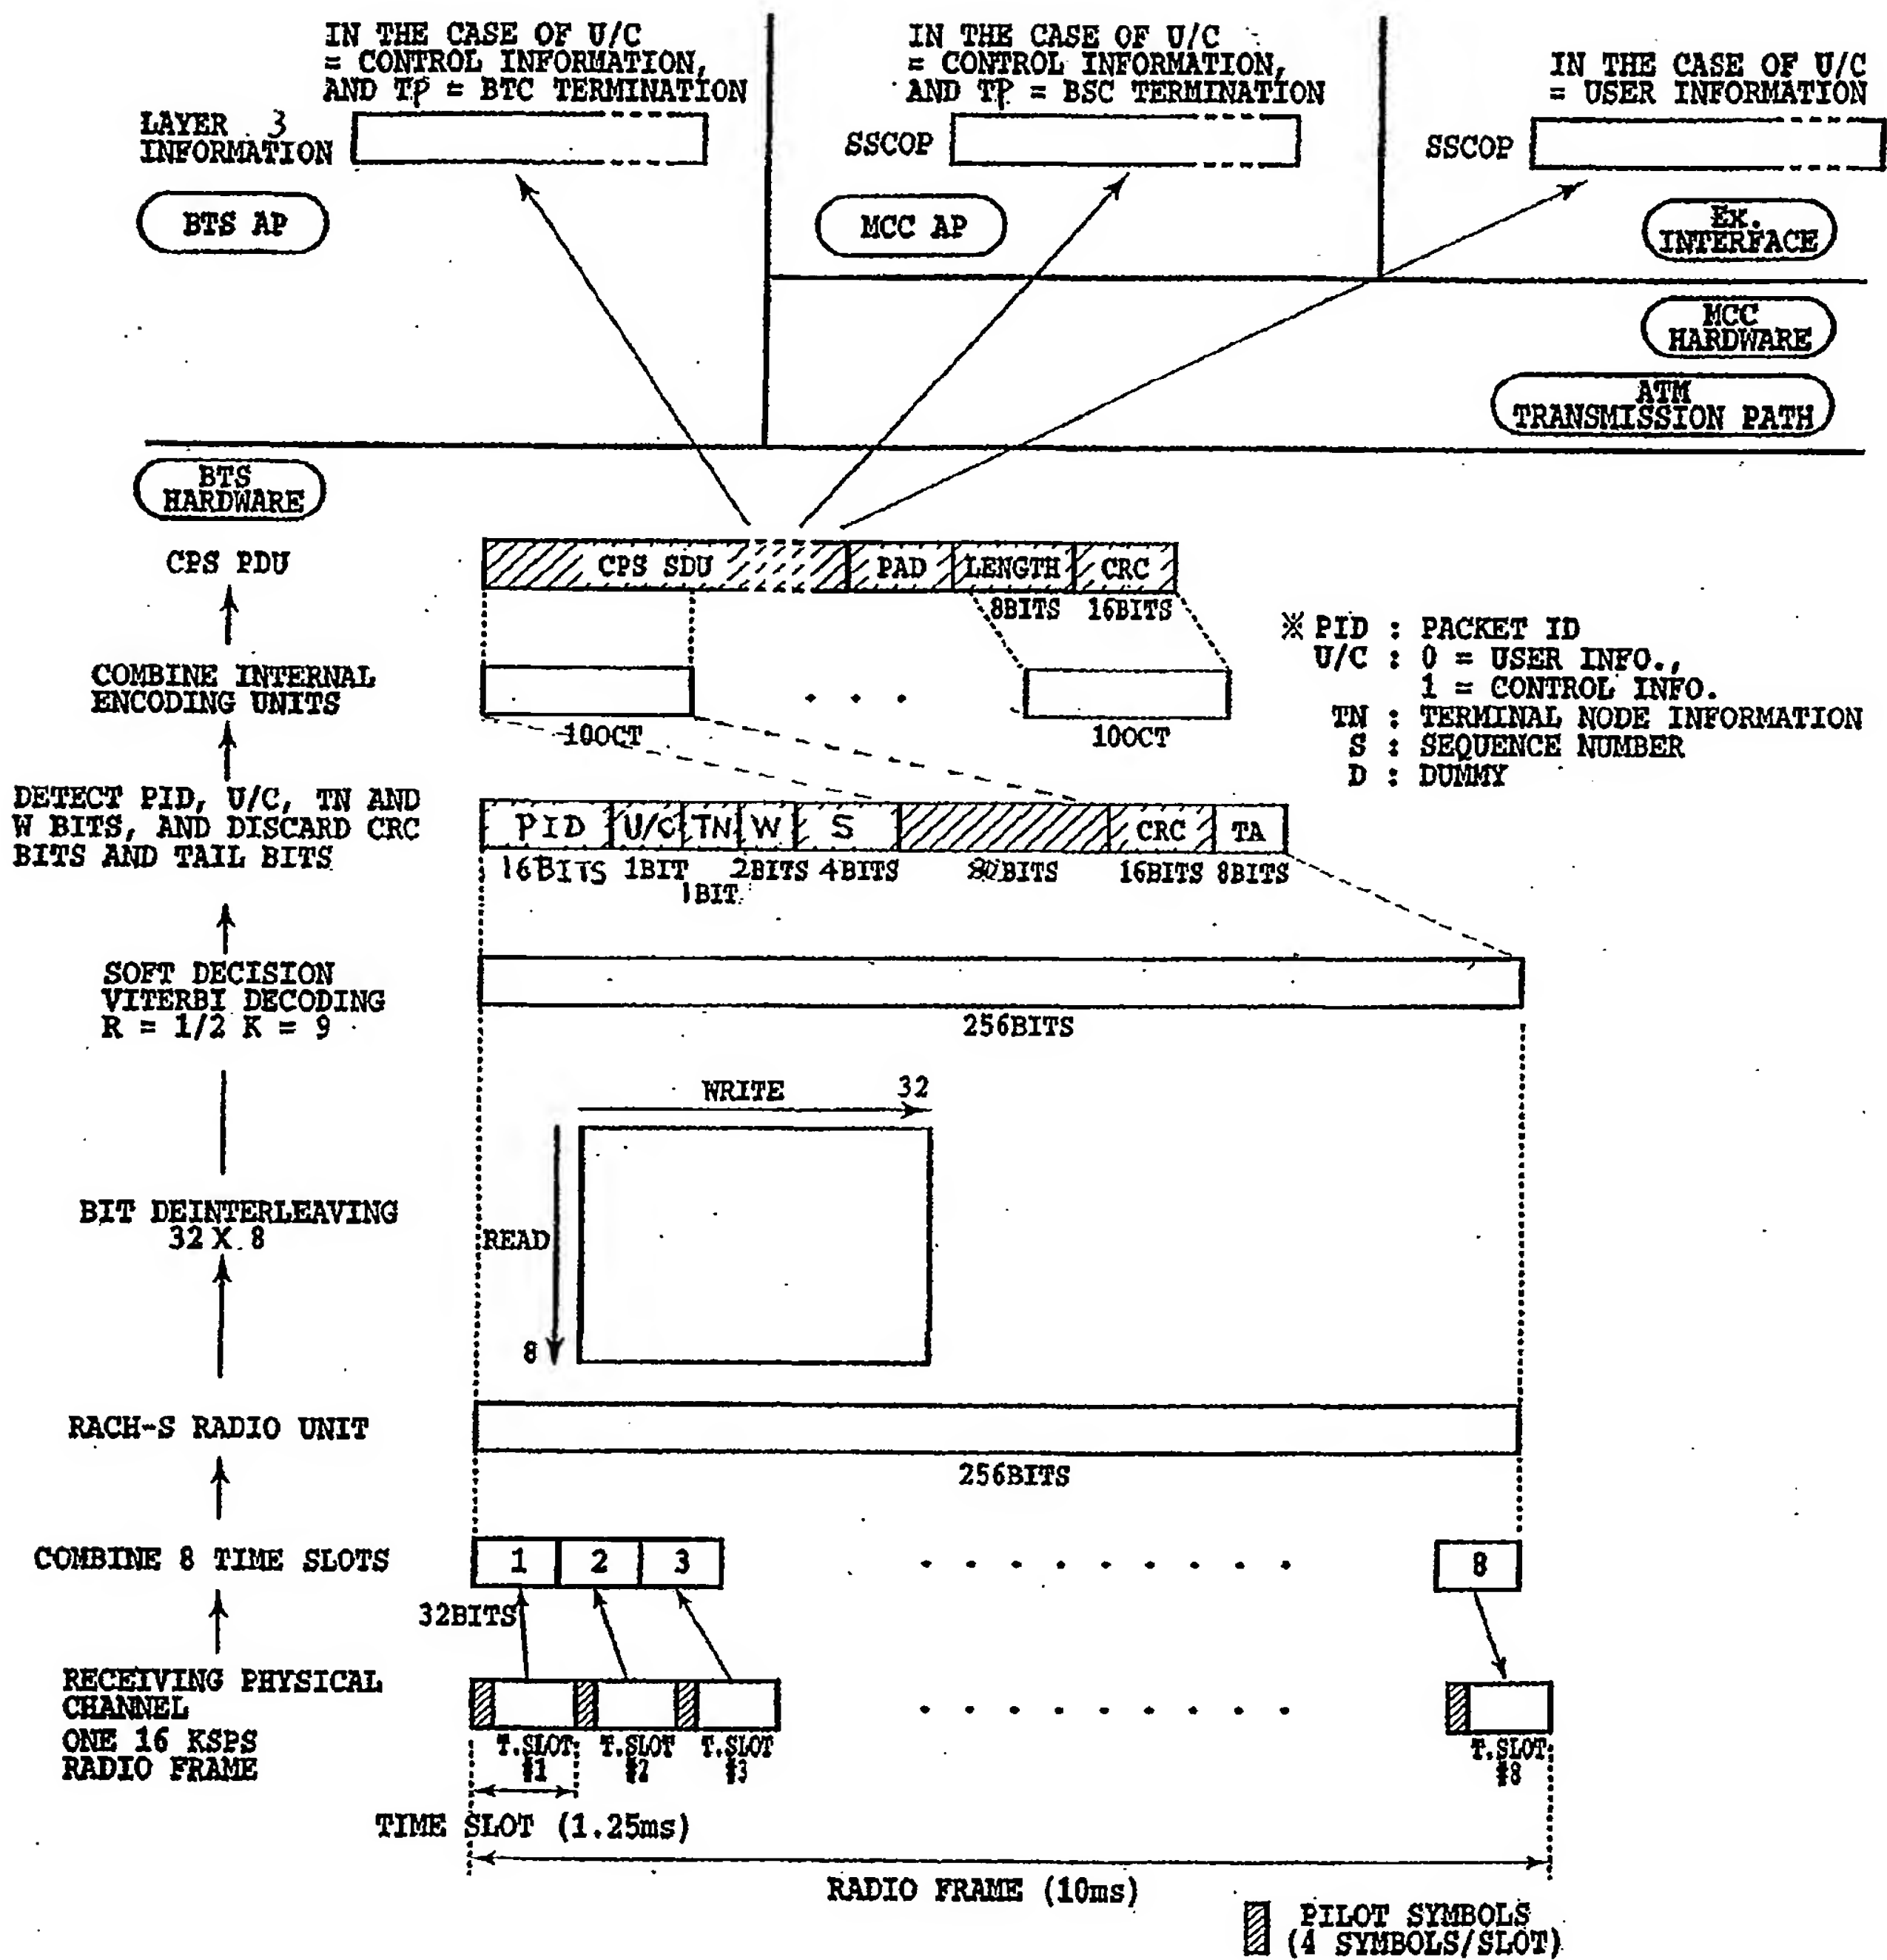 IN THE CASE OF U/C
= CONTROL INFORMATION,
AND TP = BTC TERMINATION
IN THE CASE OF U/C
= CONTROL INFORMATION,
AND TP = BSC TERMINATION
IN THE CASE OF U/C
= USER INFORMATION
LAYER 3
INFORMATION
SSCOP
SSCOP
BTS AP
MCC AP
EX.
INTERFACE
MCC
HARDWARE
ATM
TRANSMISSION PATH
BTS
HARDWARE
CPS PDU
CPS SDU PAD LENGTH CRC
8BITS 16BITS
※ PID : PACKET ID
U/C : 0 = USER INFO.,
1 = CONTROL INFO.
TN : TERMINAL NODE INFORMATION
S : SEQUENCE NUMBER
D : DUMMY
COMBINE INTERNAL
ENCODING UNITS
10OCT
10OCT
DETECT PID, U/C, TN AND
W BITS, AND DISCARD CRC
BITS AND TAIL BITS
PID U/C TN W S CRC TA
16BITS 1BIT 1BIT 2BITS 4BITS 80BITS 16BITS 8BITS
SOFT DECISION
VITERBI DECODING
R = 1/2 K = 9
256BITS
WRITE 32
READ
8
BIT DEINTERLEAVING
32 X 8
RACH-S RADIO UNIT
256BITS
COMBINE 8 TIME SLOTS
1 2 3 8
32BITS
RECEIVING PHYSICAL
CHANNEL
ONE 16 KSPS
RADIO FRAME
T.SLOT
#1
T.SLOT
#2
T.SLOT
#3
T.SLOT
#8
TIME SLOT (1.25ms)
RADIO FRAME (10ms)
PILOT SYMBOLS
(4 SYMBOLS/SLOT)